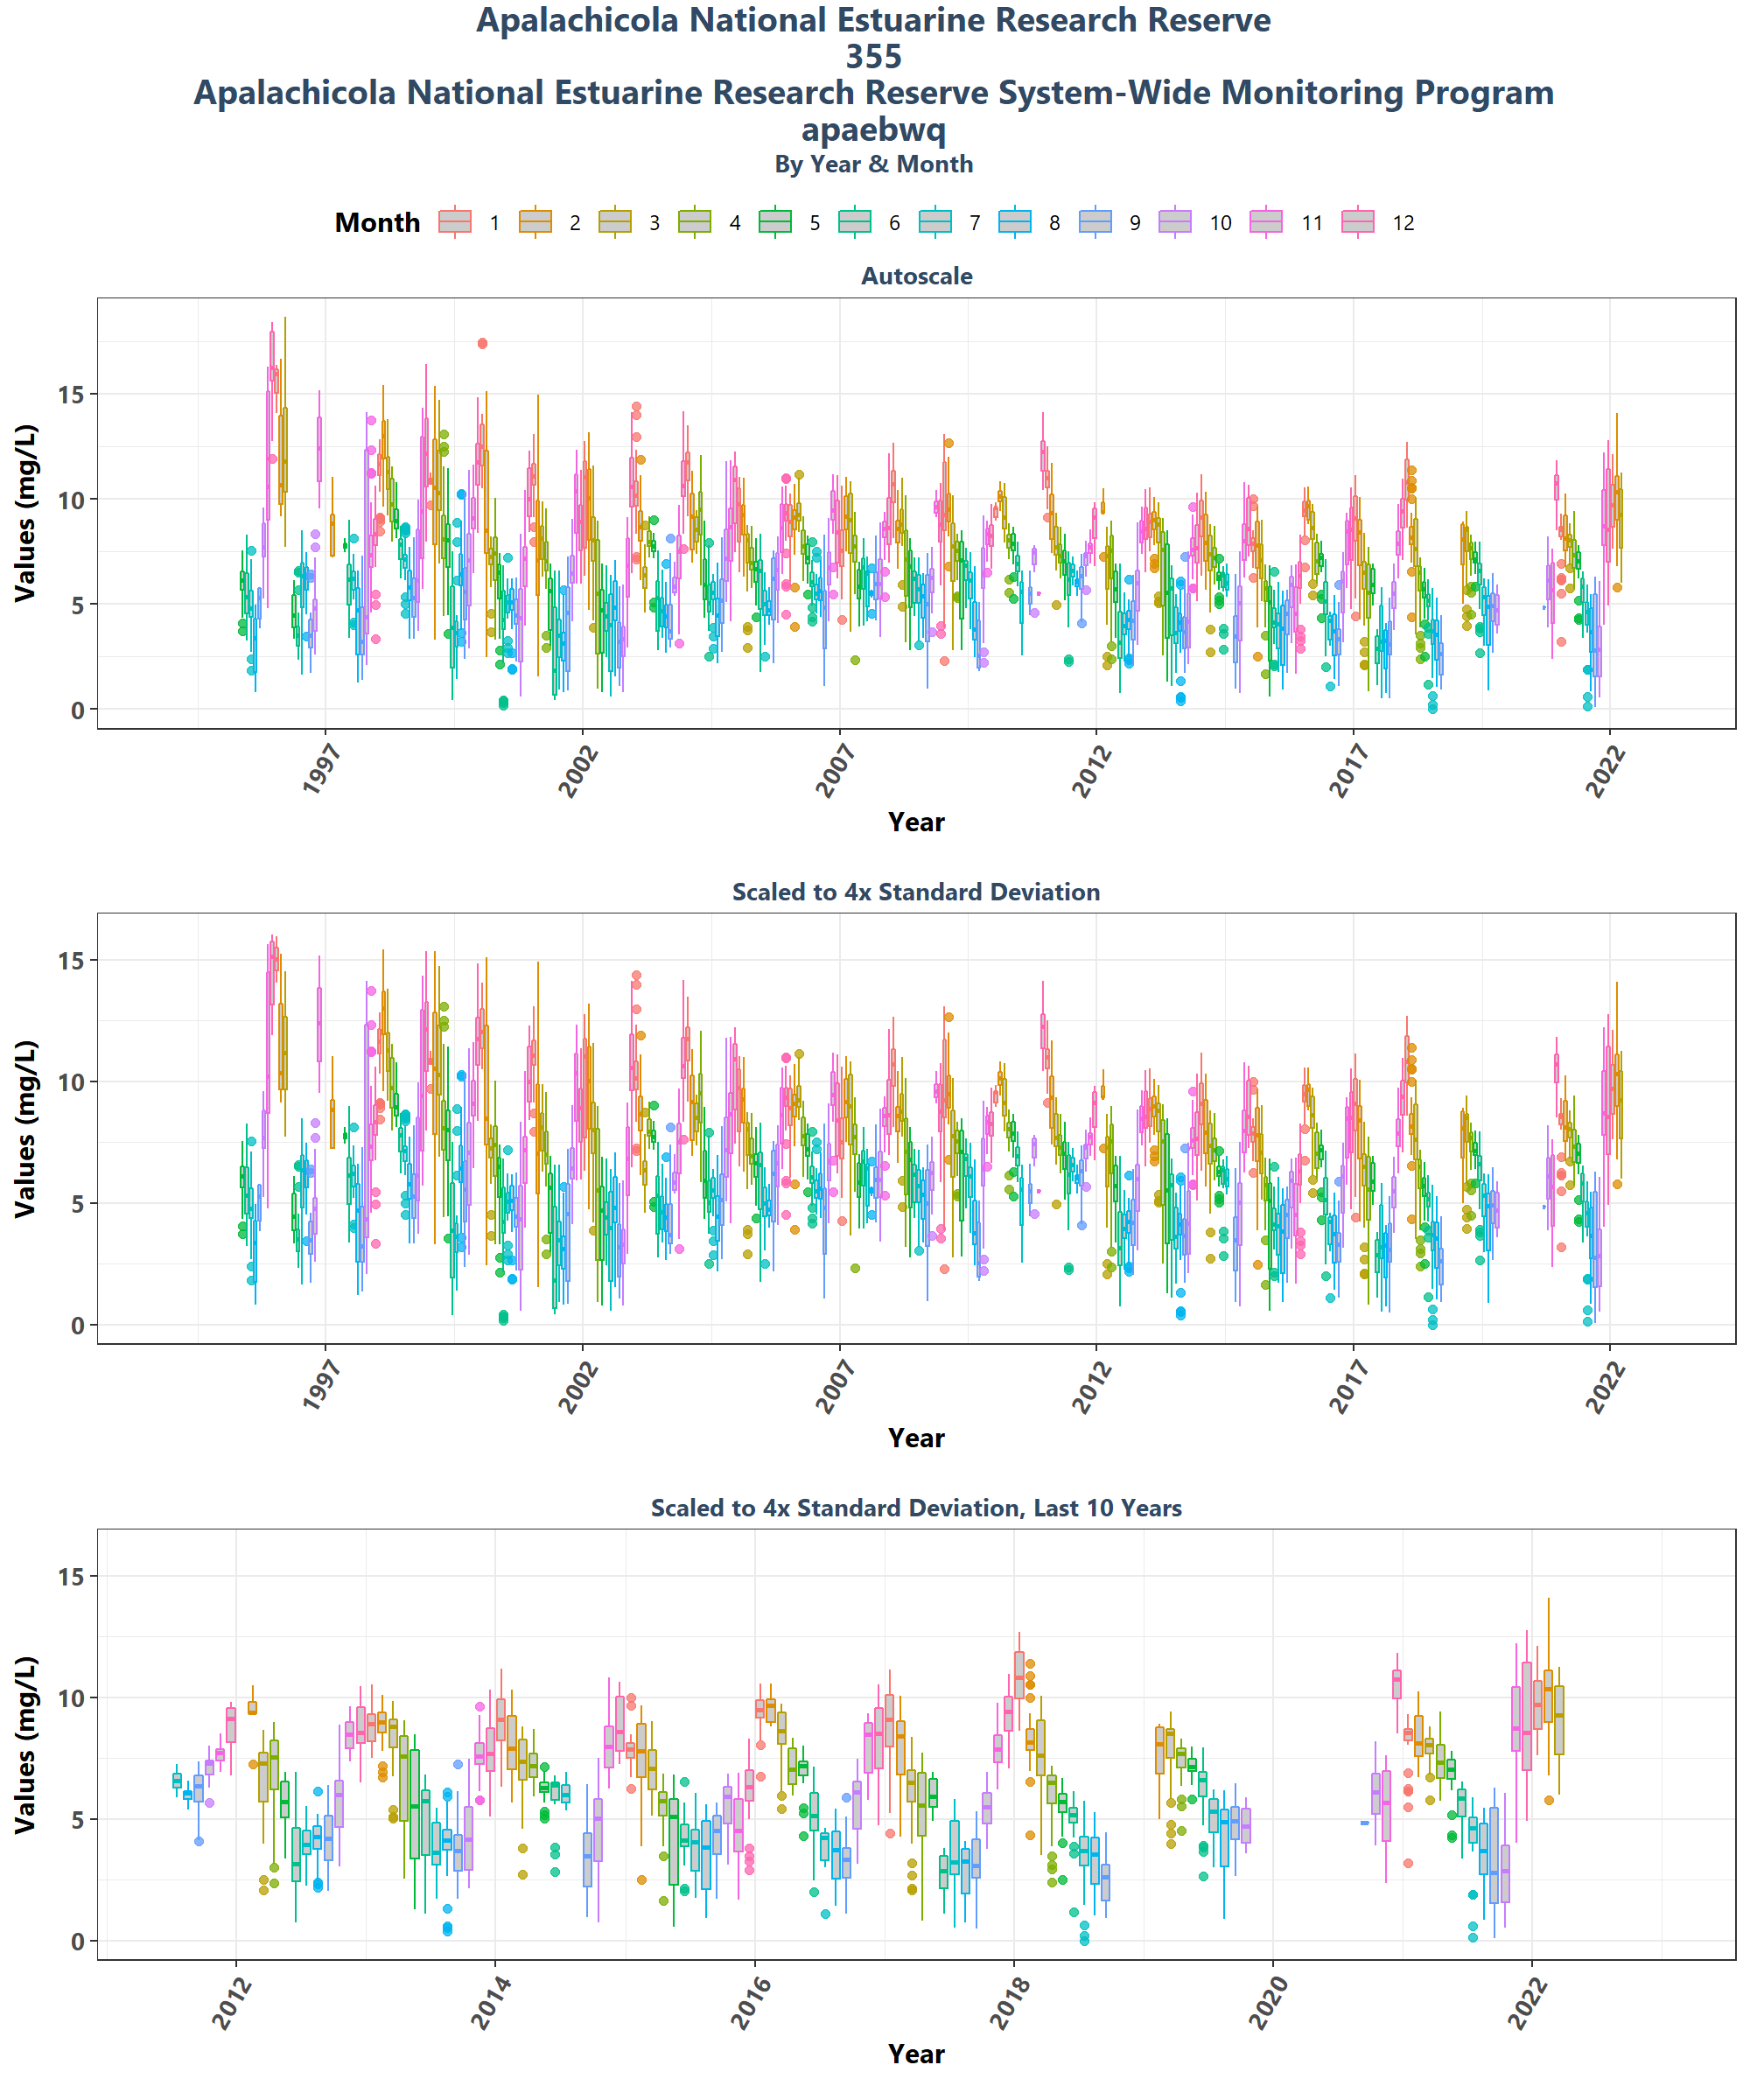 Apalachicola National Estuarine Research Reserve
355
Apalachicola National Estuarine Research Reserve System-Wide Monitoring Program
apaebwq
By Year & Month
Month 1 2 3 4 5 6 7 8 9 10 11 12
Autoscale
Values (mg/L)
15
10
5
0
1997 2002 2007 2012 2017 2022
Year
Scaled to 4x Standard Deviation
Values (mg/L)
15
10
5
0
1997 2002 2007 2012 2017 2022
Year
Scaled to 4x Standard Deviation, Last 10 Years
Values (mg/L)
15
10
5
0
2012 2014 2016 2018 2020 2022
Year